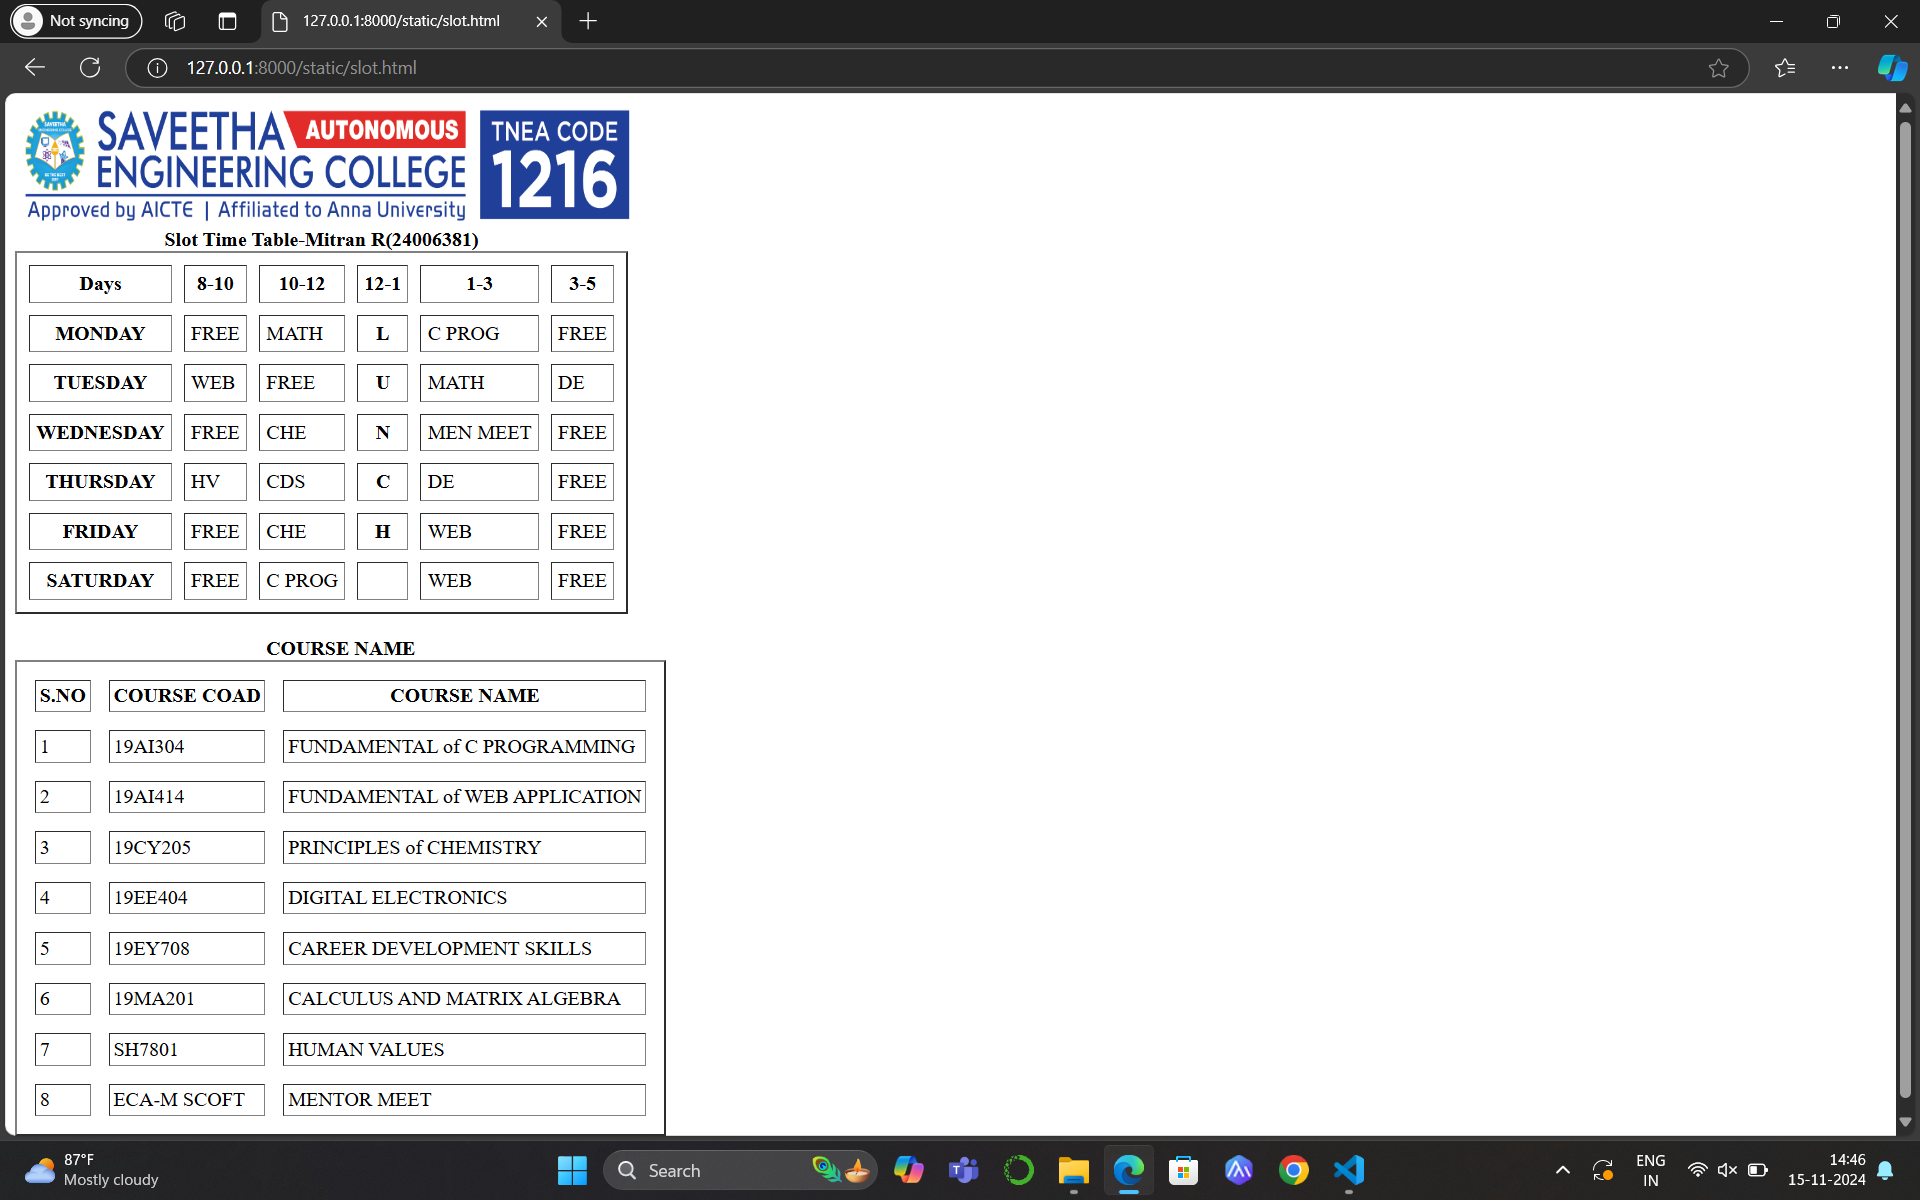 Not syncing
127.0.0.1:8000/static/slot.html
127.0.0.1:8000/static/slot.html
SAVEETHA AUTONOMOUS
ENGINEERING COLLEGE
Approved by AICTE | Affiliated to Anna University
TNEA CODE
1216
Slot Time Table-Mitran R(24006381)
Days 8-10 10-12 12-1 1-3 3-5
MONDAY FREE MATH L C PROG FREE
TUESDAY WEB FREE U MATH DE
WEDNESDAY FREE CHE N MEN MEET FREE
THURSDAY HV CDS C DE FREE
FRIDAY FREE CHE H WEB FREE
SATURDAY FREE C PROG WEB FREE
COURSE NAME
S.NO COURSE COAD COURSE NAME
1 19AI304 FUNDAMENTAL of C PROGRAMMING
2 19AI414 FUNDAMENTAL of WEB APPLICATION
3 19CY205 PRINCIPLES of CHEMISTRY
4 19EE404 DIGITAL ELECTRONICS
5 19EY708 CAREER DEVELOPMENT SKILLS
6 19MA201 CALCULUS AND MATRIX ALGEBRA
7 SH7801 HUMAN VALUES
8 ECA-M SCOFT MENTOR MEET
87°F
Mostly cloudy
Search
ENG
IN
14:46
15-11-2024